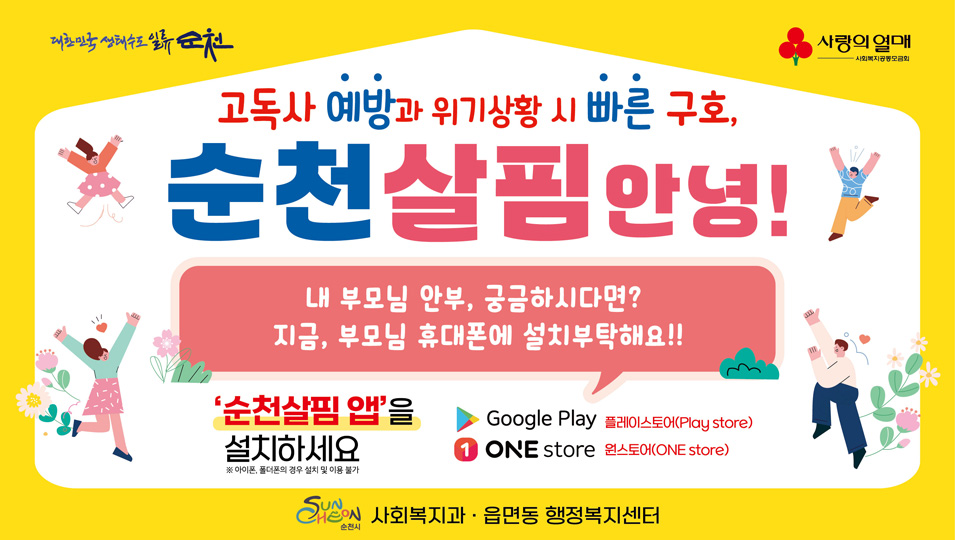 대한민국 생태수도 일류 순천
사랑의열매
사회복지공동모금회
고독사 예방과 위기상황 시 빠른 구호,
순천살핌안녕!
내 부모님 안부, 궁금하시다면?
지금, 부모님 휴대폰에 설치부탁해요!!
‘순천살핌 앱’을
설치하세요
※ 아이폰, 폴더폰의 경우 설치 및 이용 불가
Google Play 플레이스토어(Play store)
1 ONE store 원스토어(ONE store)
SUNCHEON
순천시
사회복지과 · 읍면동 행정복지센터